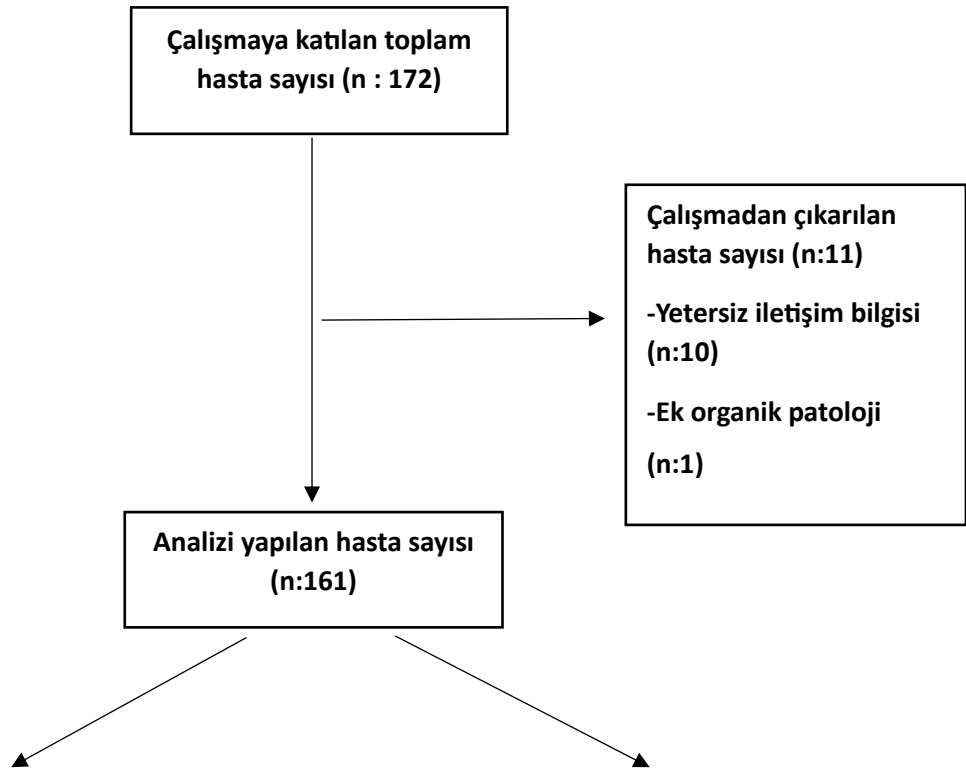 Çalışmaya katılan toplam
hasta sayısı (n : 172)
Çalışmadan çıkarılan
hasta sayısı (n:11)
-Yetersiz iletişim bilgisi
(n:10)
-Ek organik patoloji
(n:1)
Analizi yapılan hasta sayısı
(n:161)